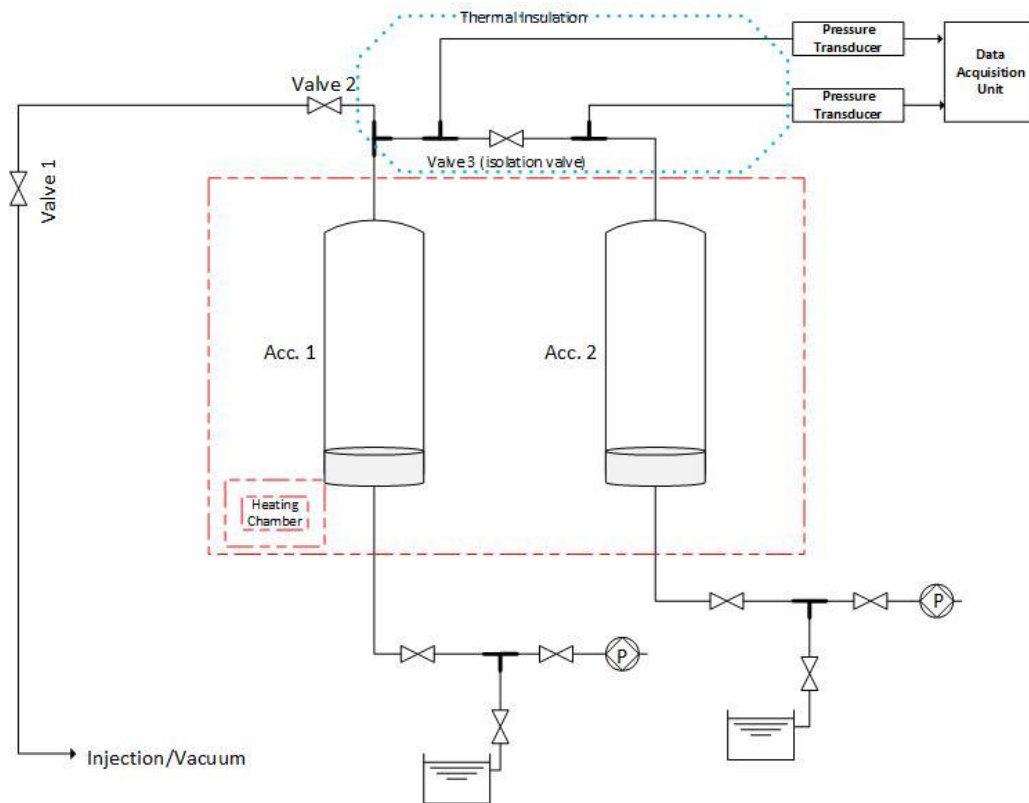 Thermal Insulation
Pressure
Transducer
Data
Acquisition
Unit
Valve 2
Pressure
Transducer
Valve 3 (isolation valve)
Valve 1
Acc. 1
Acc. 2
Heating
Chamber
P
P
Injection/Vacuum